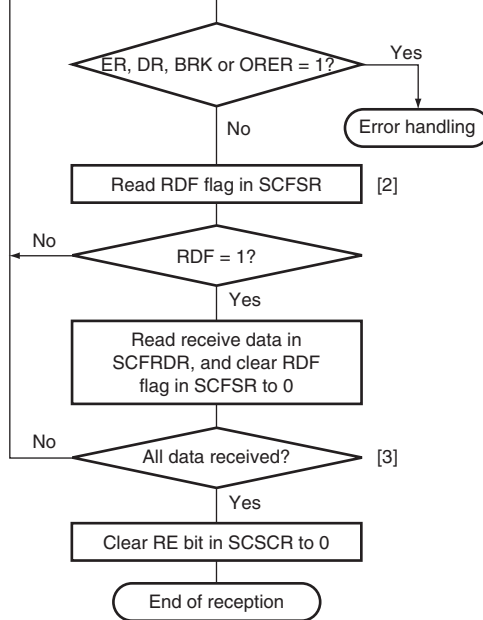 ER, DR, BRK or ORER = 1?
Yes
Error handling
No
Read RDF flag in SCFSR
[2]
No
RDF = 1?
Yes
Read receive data in
SCFRDR, and clear RDF
flag in SCFSR to 0
No
All data received?
[3]
Yes
Clear RE bit in SCSCR to 0
End of reception